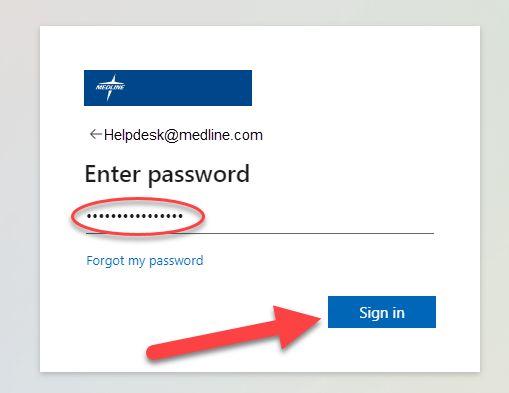 MEDLINE
Helpdesk@medline.com
Enter password
••••••••••••••••
Forgot my password
Sign in